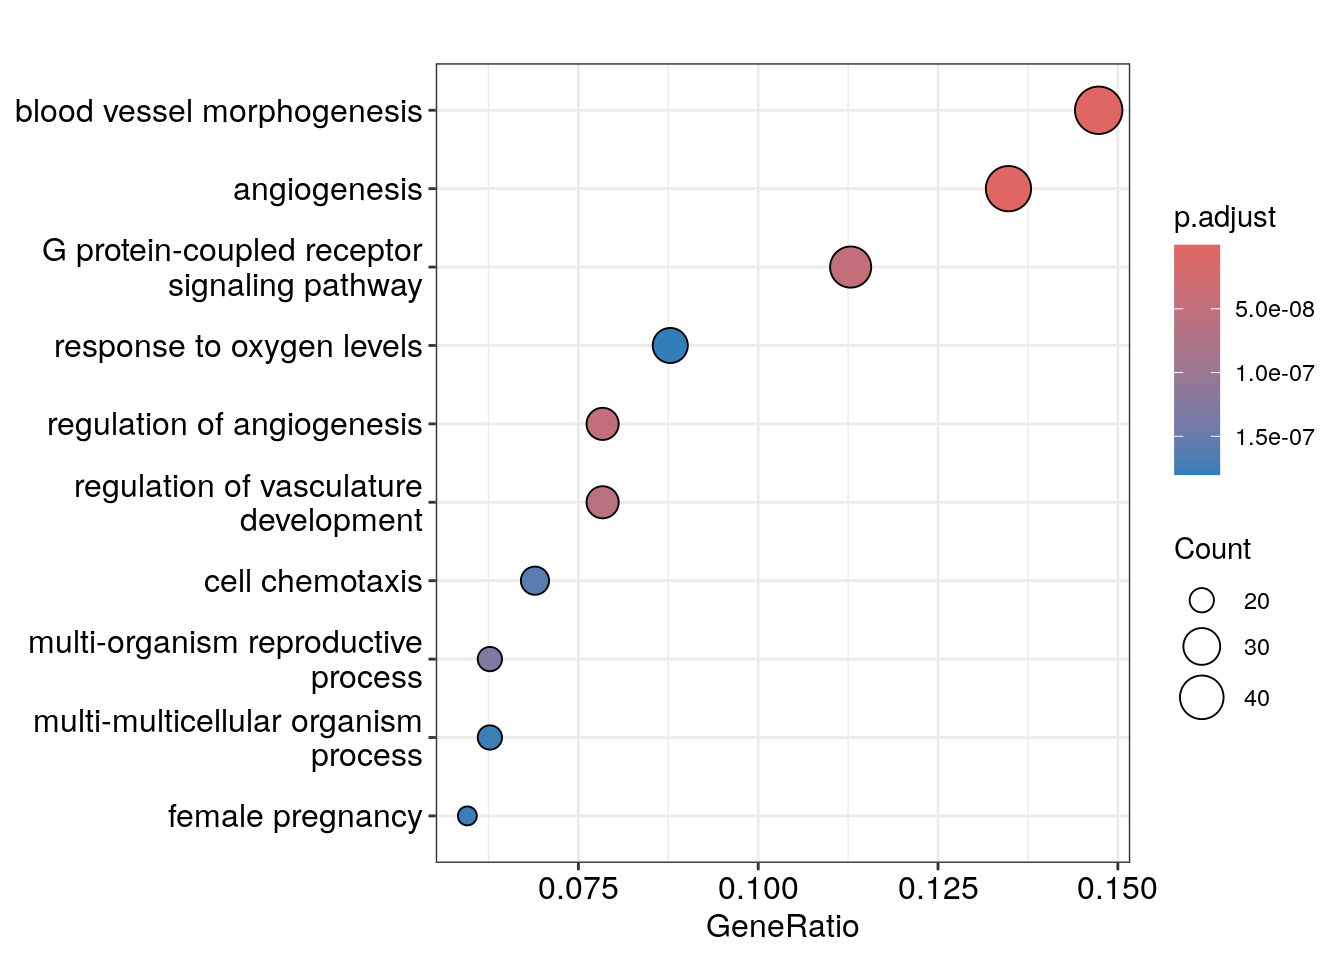 blood vessel morphogenesis
angiogenesis
G protein-coupled receptor
signaling pathway
response to oxygen levels
regulation of angiogenesis
regulation of vasculature
development
cell chemotaxis
multi-organism reproductive
process
multi-multicellular organism
process
female pregnancy
0.075 0.100 0.125 0.150
GeneRatio
p.adjust
5.0e-08
1.0e-07
1.5e-07
Count
20
30
40